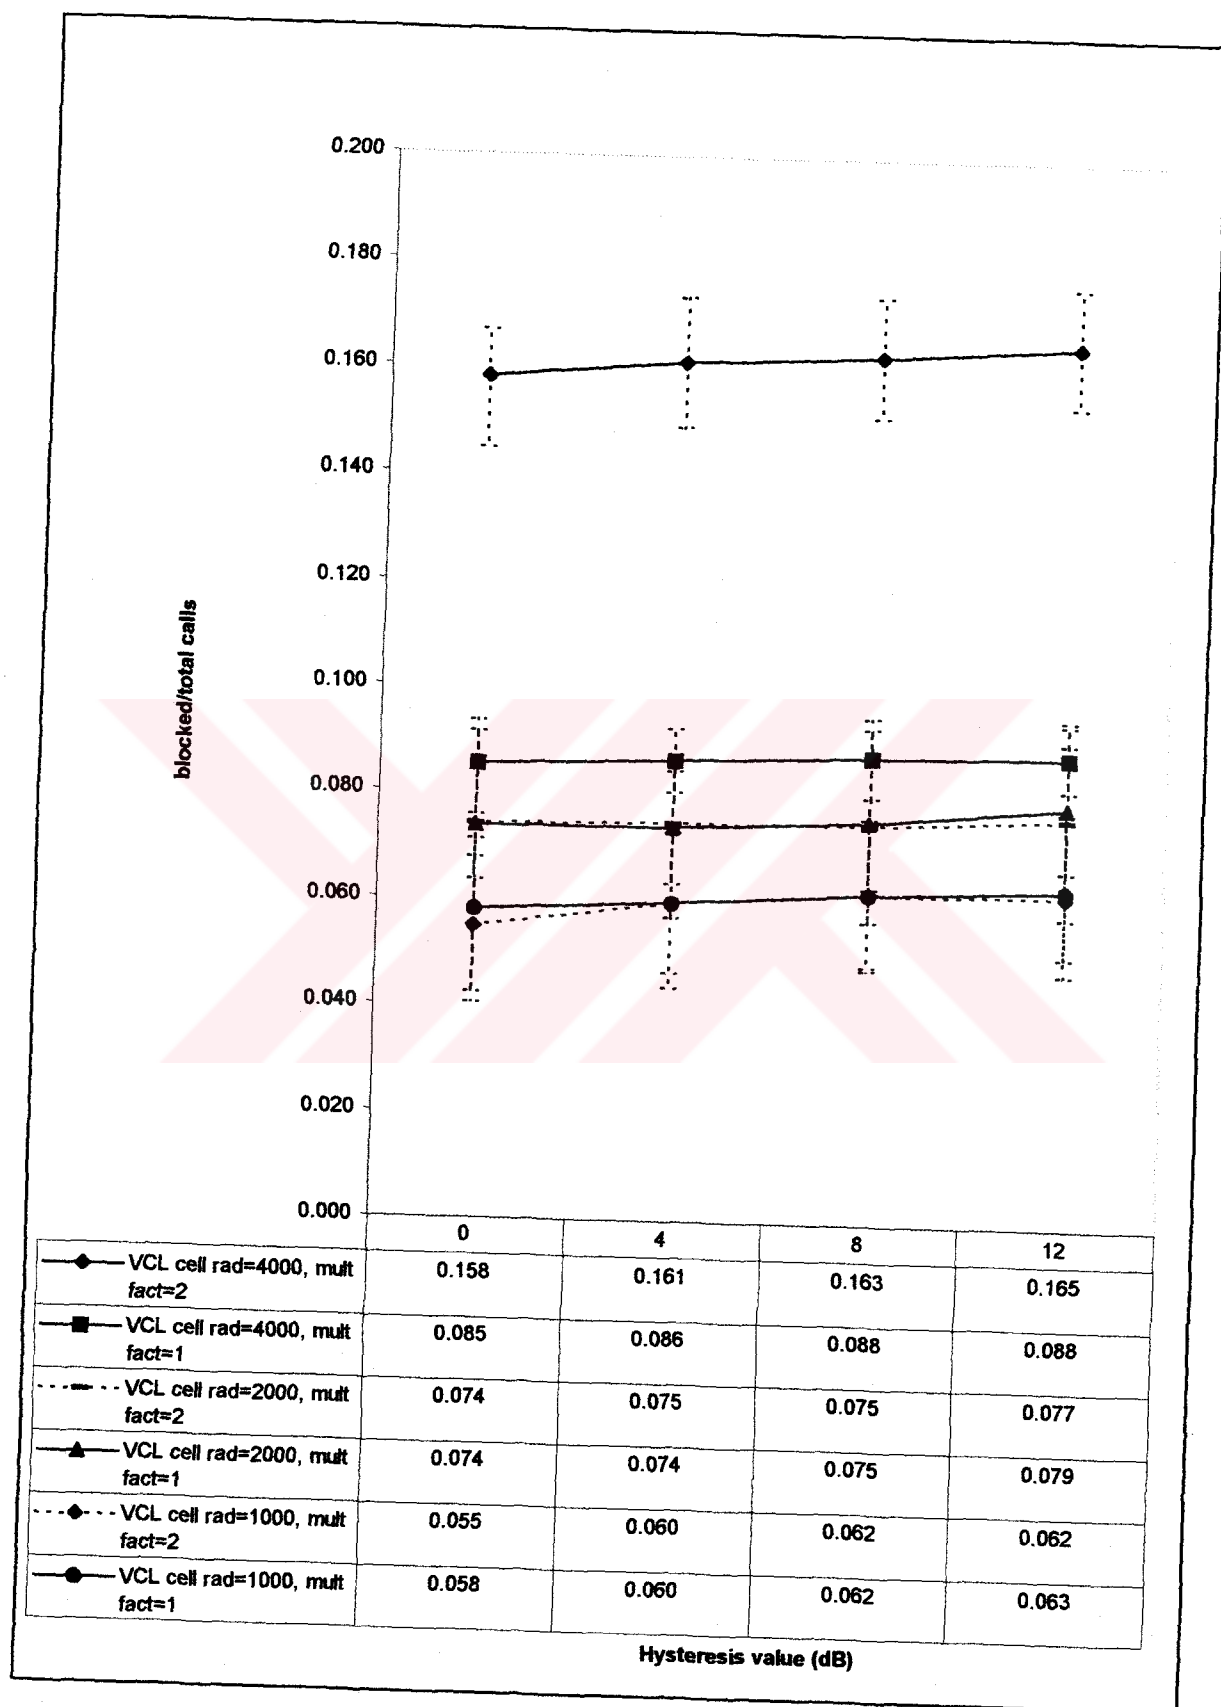 0.200
0.180
0.160
0.140
0.120
0.100
0.080
0.060
0.040
0.020
0.000
blocked/total calls
0 4 8 12
VCL cell rad=4000, mult fact=2 0.158 0.161 0.163 0.165
VCL cell rad=4000, mult fact=1 0.085 0.086 0.088 0.088
VCL cell rad=2000, mult fact=2 0.074 0.075 0.075 0.077
VCL cell rad=2000, mult fact=1 0.074 0.074 0.075 0.079
VCL cell rad=1000, mult fact=2 0.055 0.060 0.062 0.062
VCL cell rad=1000, mult fact=1 0.058 0.060 0.062 0.063
Hysteresis value (dB)